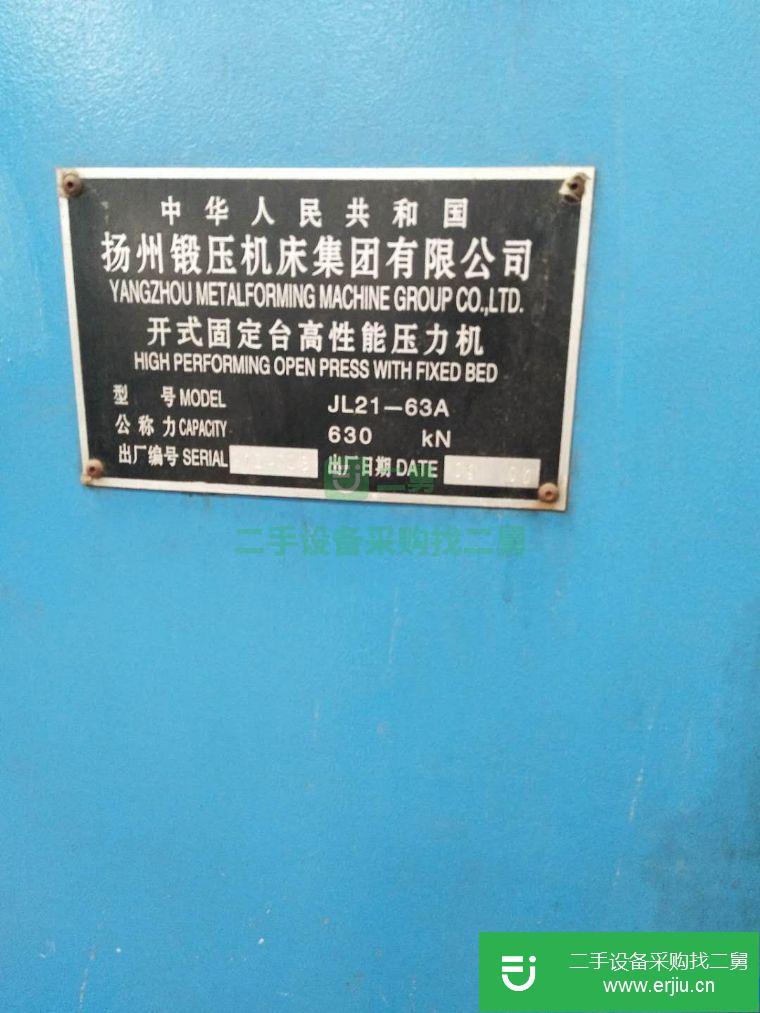 中华人民共和国
扬州锻压机床集团有限公司
YANGZHOU METALFORMING MACHINE GROUP CO.,LTD.
开式固定台高性能压力机
HIGH PERFORMING OPEN PRESS WITH FIXED BED
型 号 MODEL JL21-63A
公 称 力 CAPACITY 630 kN
出厂编号 SERIAL 出厂日期 DATE
二舅
二手设备采购找二舅
二手设备采购找二舅
www.erjiu.cn